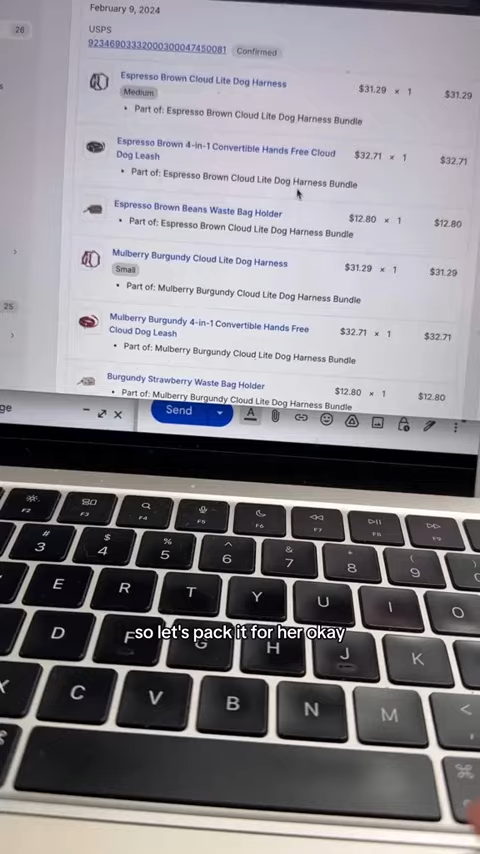 February 9, 2024
26
USPS
92346903332000300047450081 Confirmed
Espresso Brown Cloud Lite Dog Harness $31.29 × 1 $31.29
Medium
• Part of: Espresso Brown Cloud Lite Dog Harness Bundle
Espresso Brown 4-in-1 Convertible Hands Free Cloud $32.71 × 1 $32.71
Dog Leash
• Part of: Espresso Brown Cloud Lite Dog Harness Bundle
Espresso Brown Beans Waste Bag Holder $12.80 × 1 $12.80
• Part of: Espresso Brown Cloud Lite Dog Harness Bundle
Mulberry Burgundy Cloud Lite Dog Harness $31.29 × 1 $31.29
Small
• Part of: Mulberry Burgundy Cloud Lite Dog Harness Bundle
25
Mulberry Burgundy 4-in-1 Convertible Hands Free $32.71 × 1 $32.71
Cloud Dog Leash
• Part of: Mulberry Burgundy Cloud Lite Dog Harness Bundle
Burgundy Strawberry Waste Bag Holder $12.80 × 1 $12.80
• Part of: Mulberry Burgundy Cloud Lite Dog Harness Bundle
ge
Send
F2 F3 F4 F5 F6 F7 F8 F9
# $ % ^ & * (
3 4 5 6 7 8 9
E R T Y U I O
D F G H J K
so let's pack it for her okay
X C V B N M < ,
⌘